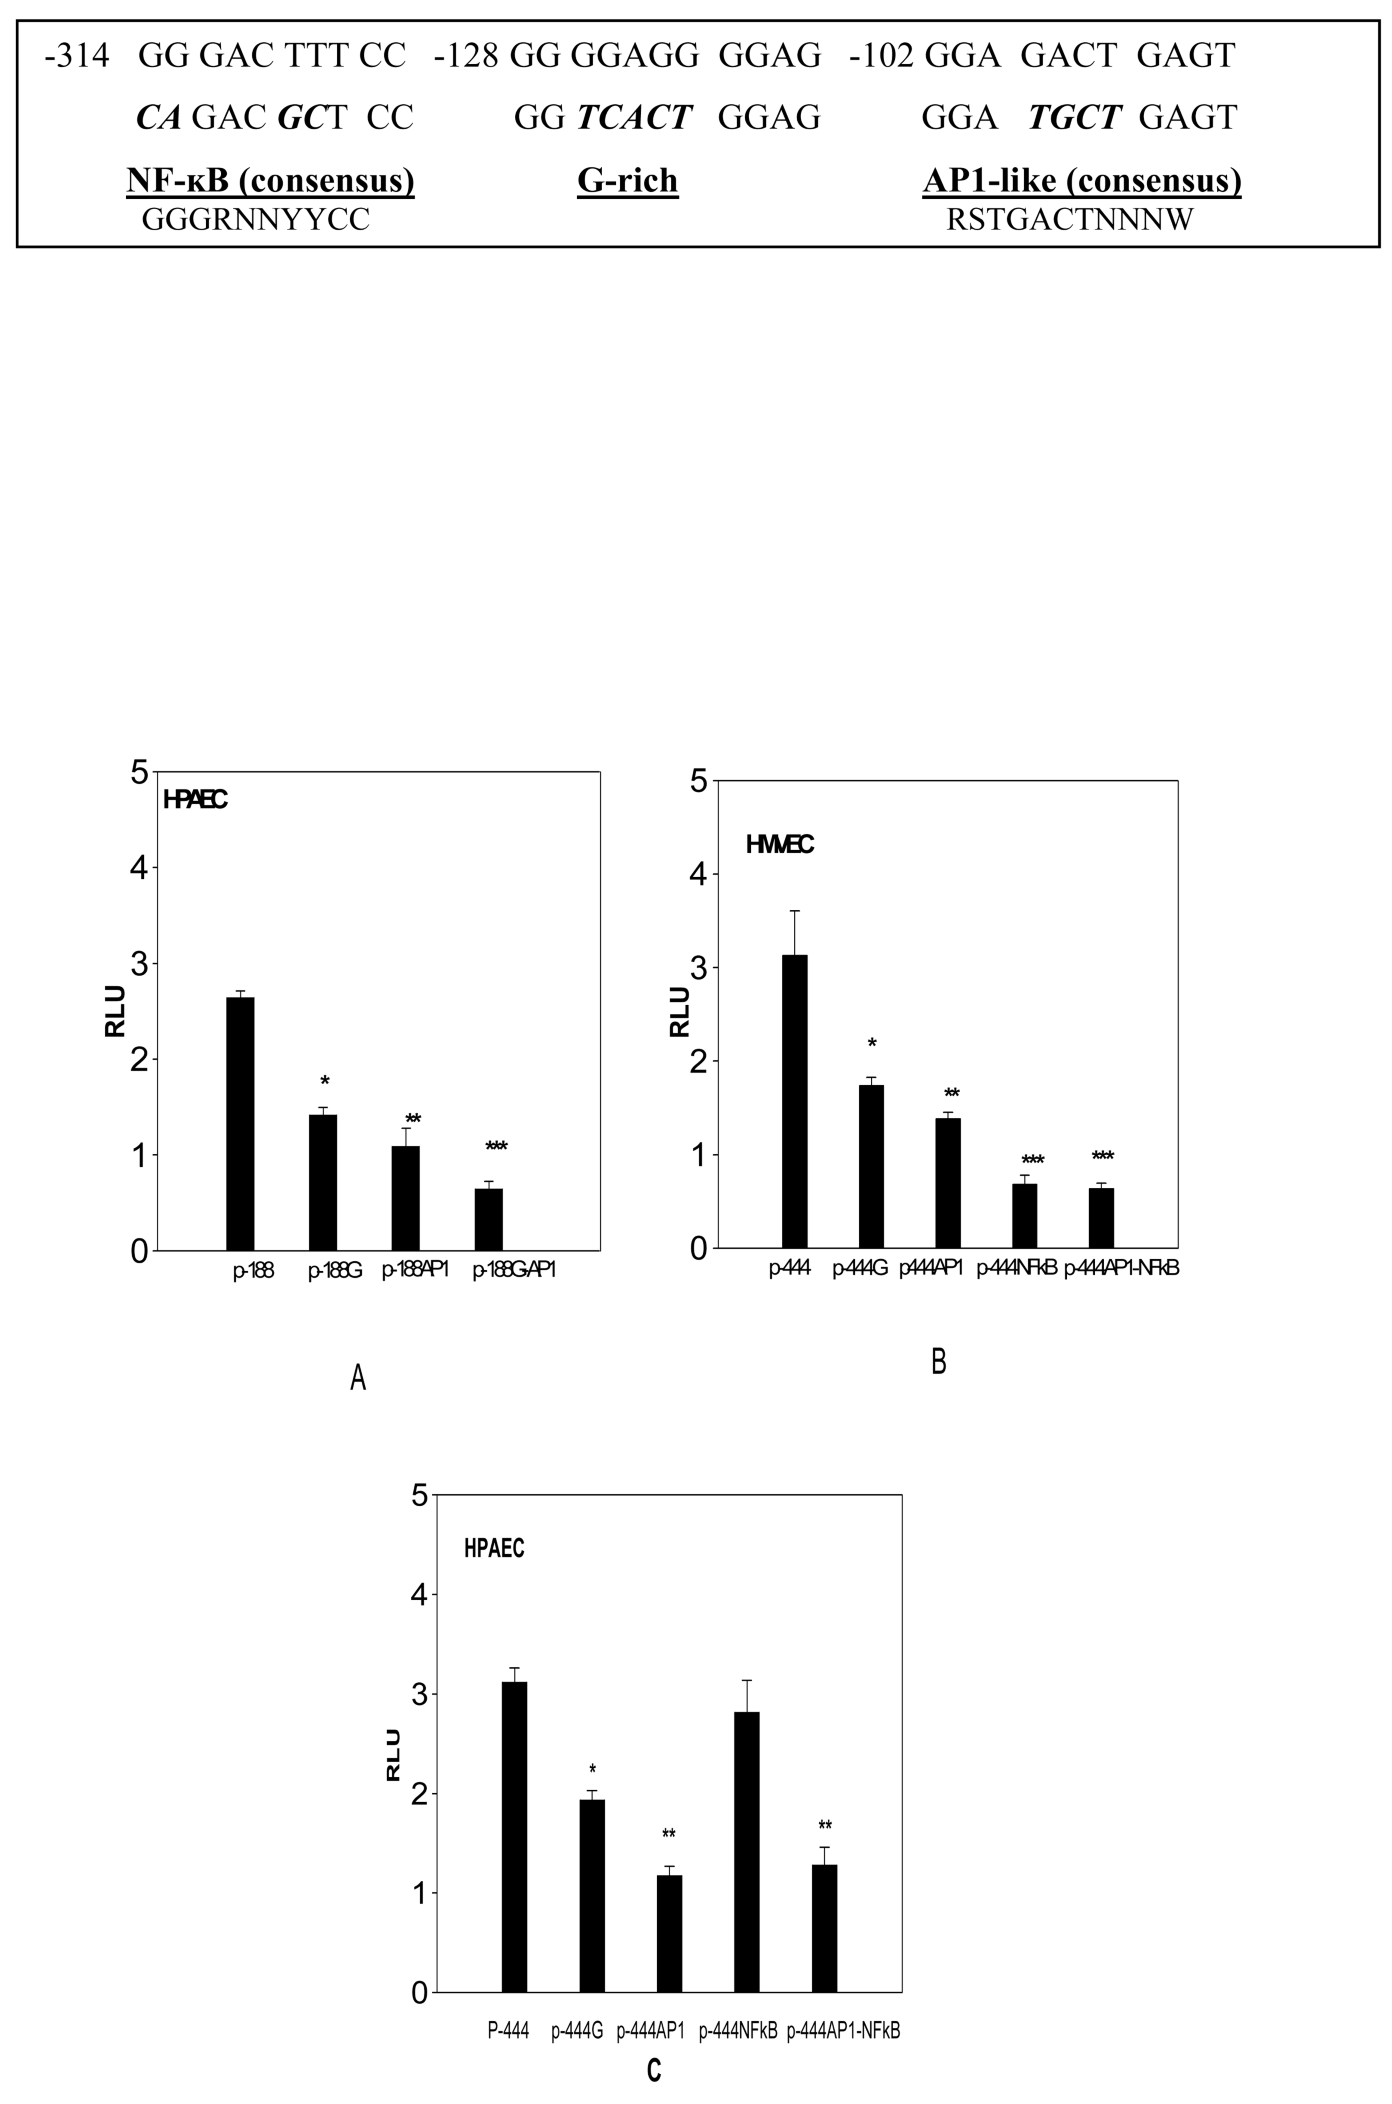 -314 GG GAC TTT CC -128 GG GGAGG GGAG -102 GGA GACT GAGT
CA GAC GCT CC GG TCACT GGAG GGA TGCT GAGT
NF-κB (consensus) G-rich AP1-like (consensus)
GGGRNNYYCC RSTGACTNNNW
5
HPAEC
4
3
2
1
0
RLU
*
**
***
p-188 p-188G p-188AP1 p-188G-AP1
A
5
HMVEC
4
3
2
1
0
RLU
*
**
***
***
p-444 p-444G p444AP1 p-444NFkB p-444AP1-NFkB
B
5
HPAEC
4
3
2
1
0
RLU
*
**
**
P-444 p-444G p-444AP1 p-444NFkB p-444AP1-NFkB
C